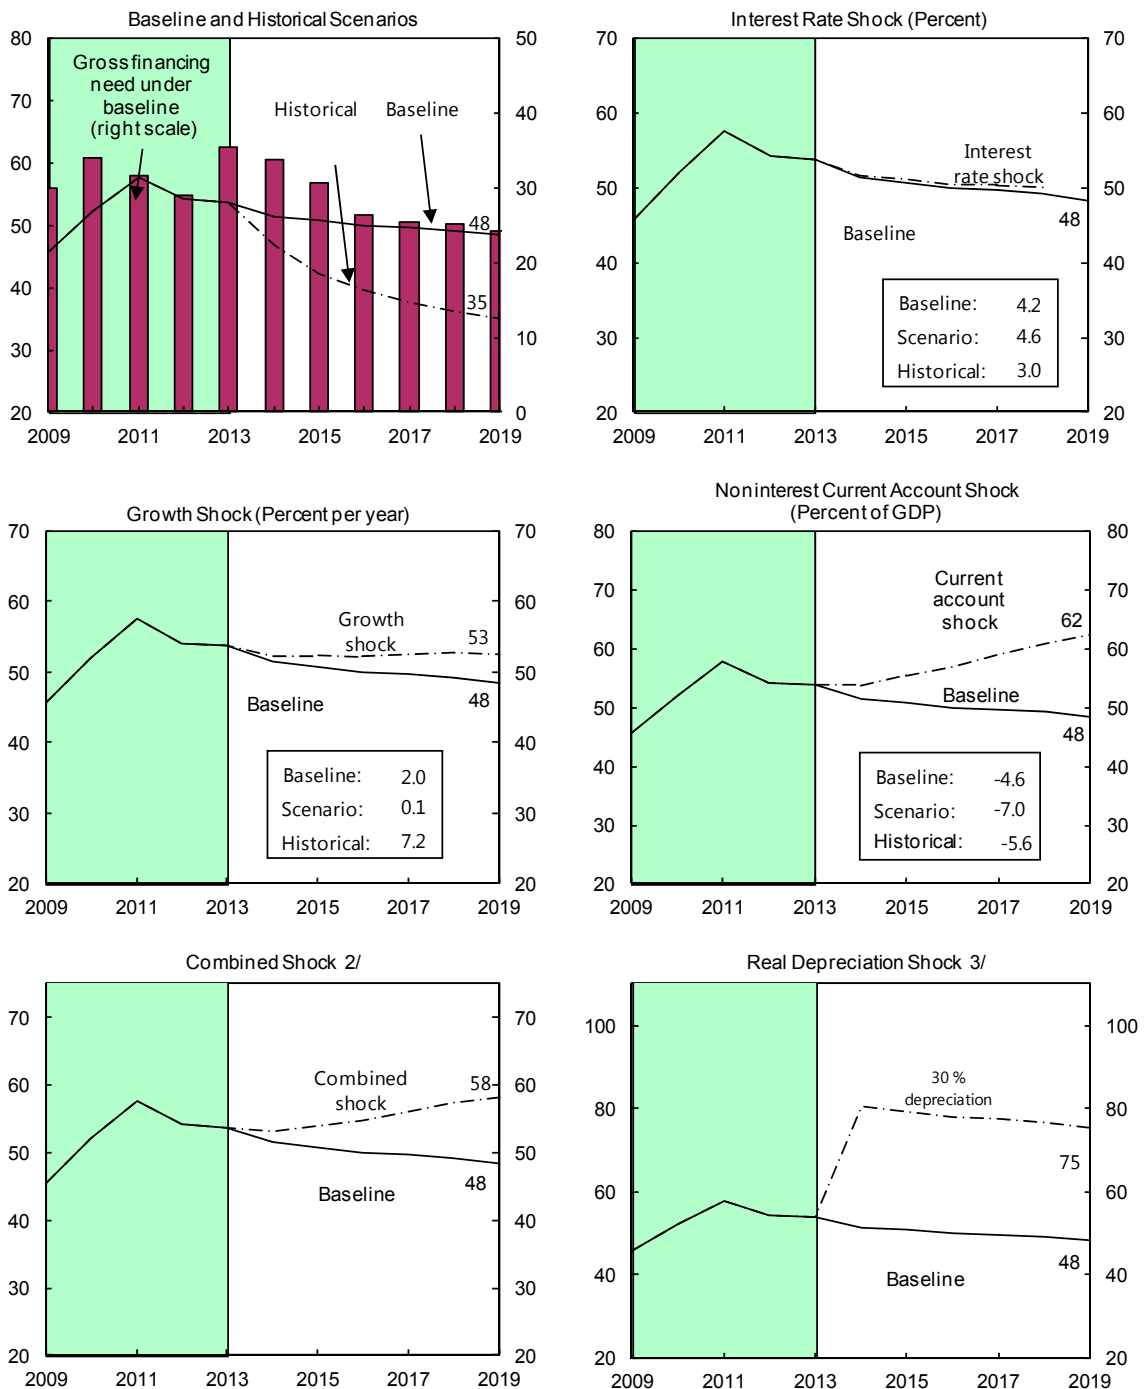 Baseline and Historical Scenarios
80
70
60
50
40
30
20
50
40
30
20
10
0
Gross financing
need under
baseline
(right scale)
Historical
Baseline
48
35
2009 2011 2013 2015 2017 2019
Interest Rate Shock (Percent)
70
60
50
40
30
20
70
60
50
40
30
20
Interest
rate shock
48
Baseline
Baseline: 4.2
Scenario: 4.6
Historical: 3.0
2009 2011 2013 2015 2017 2019
Growth Shock (Percent per year)
70
60
50
40
30
20
70
60
50
40
30
20
Growth
shock
53
48
Baseline
Baseline: 2.0
Scenario: 0.1
Historical: 7.2
2009 2011 2013 2015 2017 2019
Noninterest Current Account Shock
(Percent of GDP)
80
70
60
50
40
30
20
80
70
60
50
40
30
20
Current
account
shock
62
Baseline
48
Baseline: -4.6
Scenario: -7.0
Historical: -5.6
2009 2011 2013 2015 2017 2019
Combined Shock 2/
70
60
50
40
30
20
70
60
50
40
30
20
Combined
shock
58
48
Baseline
2009 2011 2013 2015 2017 2019
Real Depreciation Shock 3/
100
80
60
40
20
100
80
60
40
20
30 %
depreciation
75
48
Baseline
2009 2011 2013 2015 2017 2019